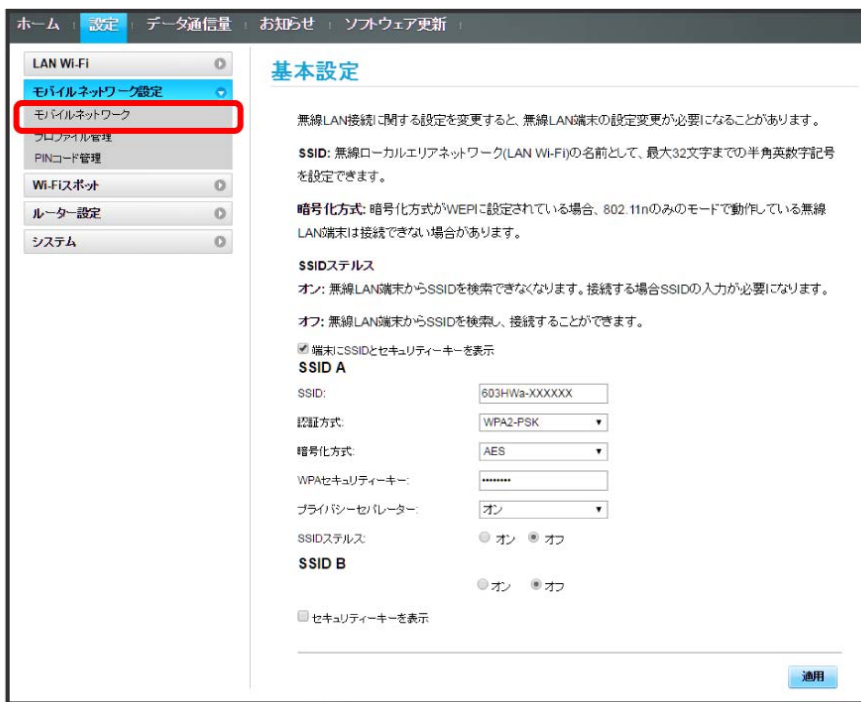 ホーム 設定 データ通信量 お知らせ ソフトウェア更新
LAN Wi-Fi
モバイルネットワーク設定
モバイルネットワーク
プロファイル管理
PINコード管理
Wi-Fiスポット
ルーター設定
システム
基本設定
無線LAN接続に関する設定を変更すると、無線LAN端末の設定変更が必要になることがあります。
SSID: 無線ローカルエリアネットワーク(LAN Wi-Fi)の名前として、最大32文字までの半角英数字記号
を設定できます。
暗号化方式: 暗号化方式がWEPに設定されている場合、802.11nのみのモードで動作している無線
LAN端末は接続できない場合があります。
SSIDステルス
オン: 無線LAN端末からSSIDを検索できなくなります。接続する場合SSIDの入力が必要になります。
オフ: 無線LAN端末からSSIDを検索し、接続することができます。
端末にSSIDとセキュリティーキーを表示
SSID A
SSID: 603HWa-XXXXXX
認証方式: WPA2-PSK
暗号化方式: AES
WPAセキュリティーキー: ••••••••
プライバシーセパレーター: オン
SSIDステルス: オン オフ
SSID B
オン オフ
セキュリティーキーを表示
適用